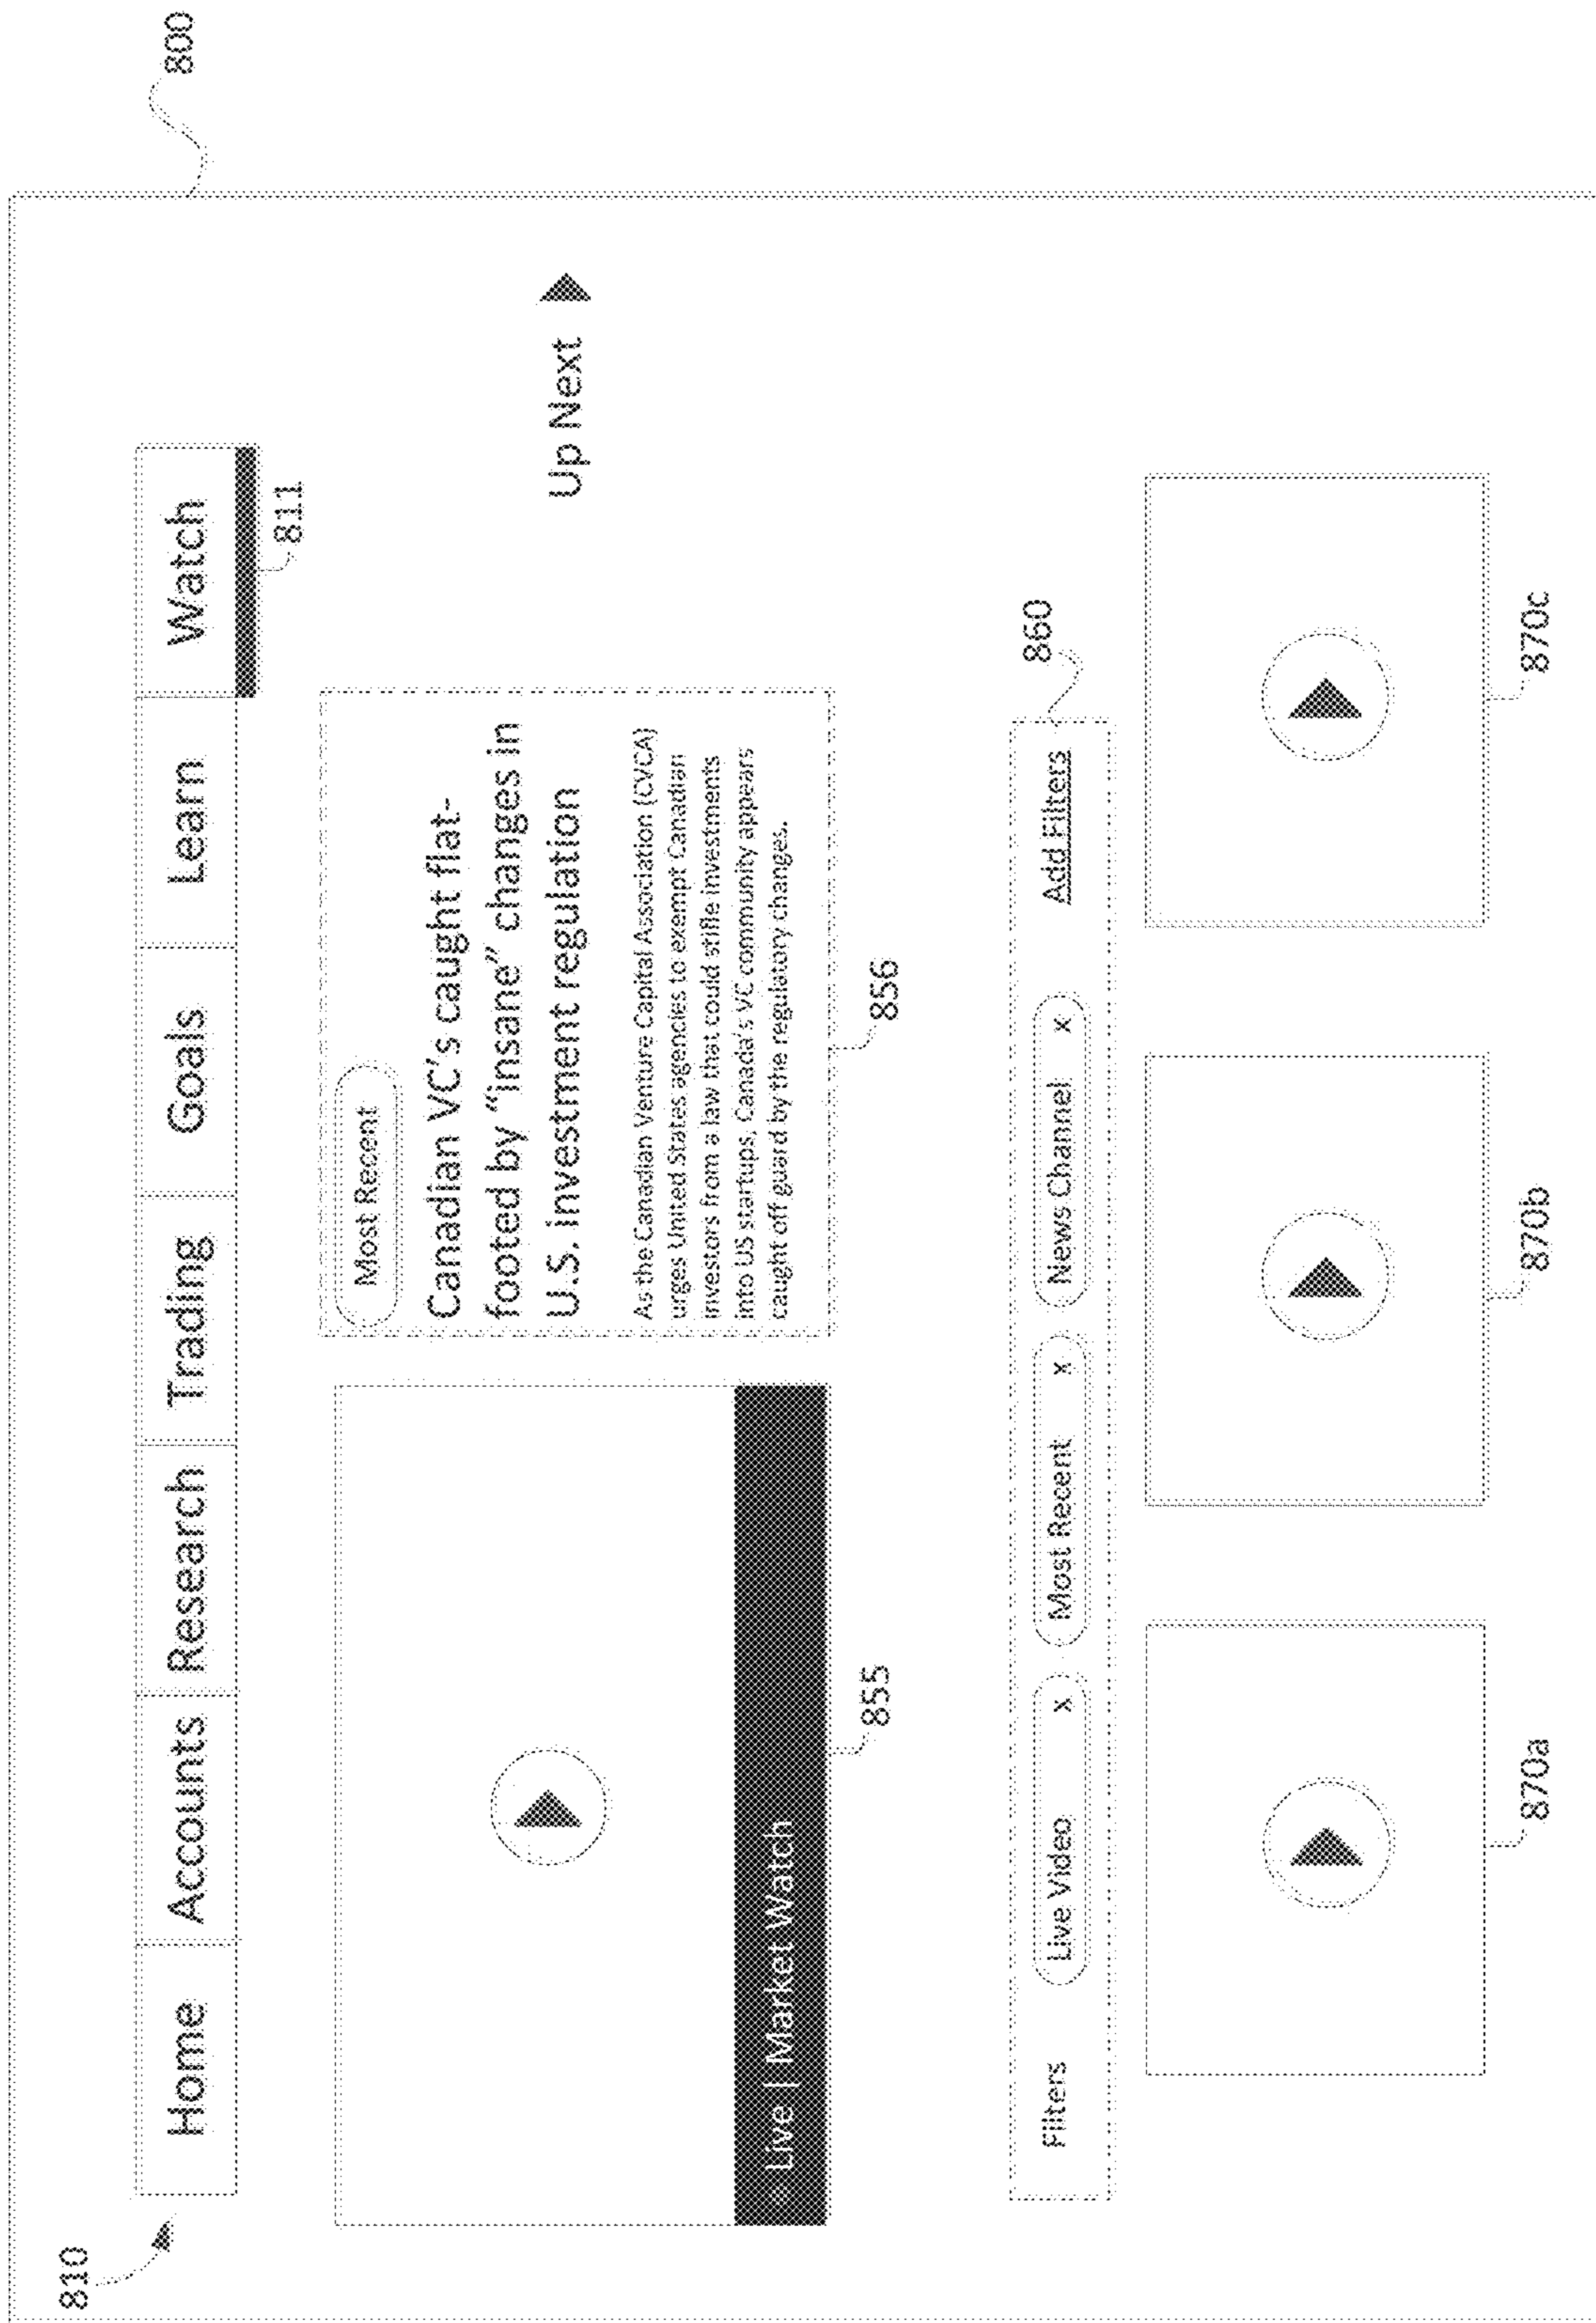 800
810
Home Accounts Research Trading Goals Learn Watch
811
Most Recent
Canadian VC's caught flat-
footed by "insane" changes in
U.S. investment regulation
As the Canadian Venture Capital Association (CVCA)
urges United States agencies to exempt Canadian
investors from a law that could stifle investments
into US startups, Canada's VC community appears
caught off guard by the regulatory changes.
Up Next
Live | Market Watch
855
856
860
Filters Live Video x Most Recent x News Channel x Add Filters
870a
870b
870c